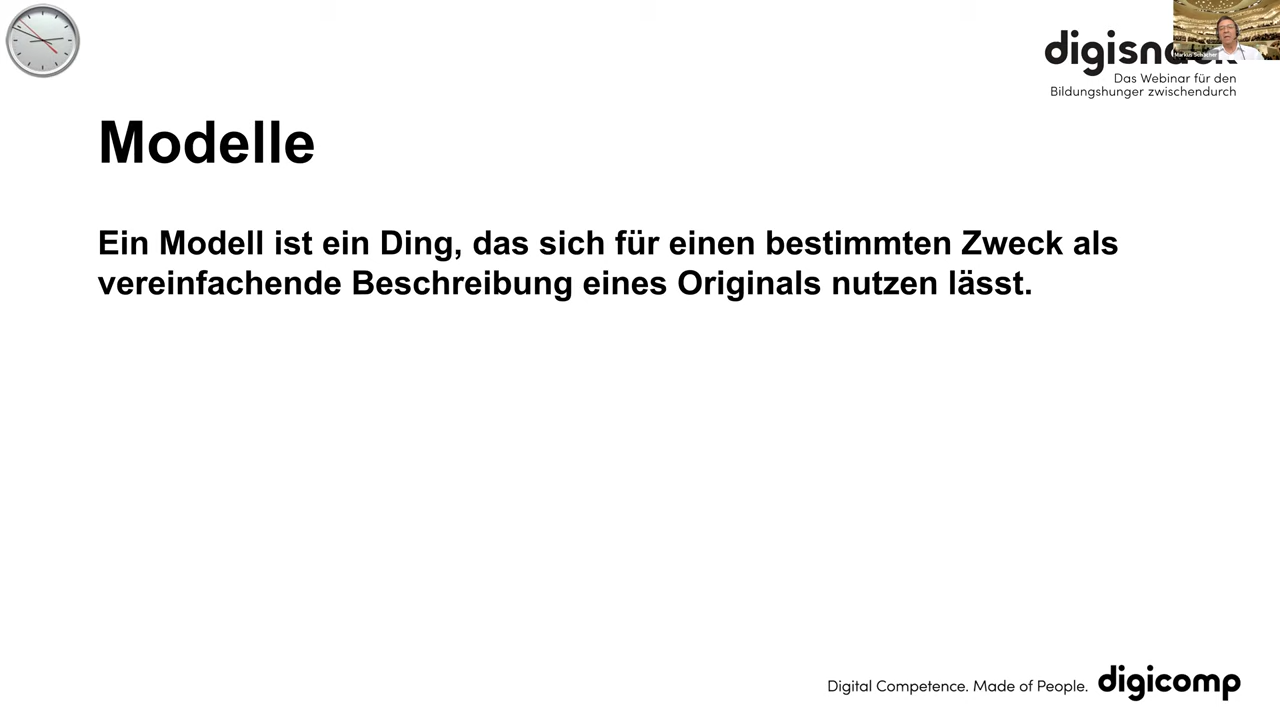 digisna
Das Webinar für den
Bildungshunger zwischendurch
Modelle
Ein Modell ist ein Ding, das sich für einen bestimmten Zweck als
vereinfachende Beschreibung eines Originals nutzen lässt.
Digital Competence. Made of People. digicomp